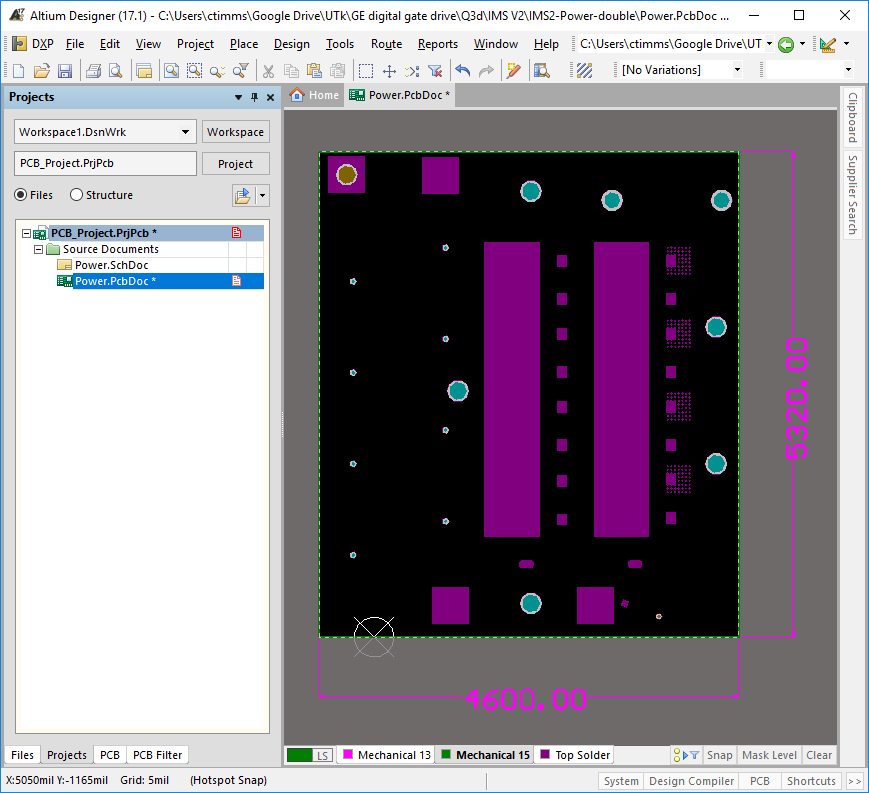 Altium Designer (17.1) - C:\Users\ctimms\Google Drive\UTk\GE digital gate drive\Q3d\IMS V2\IMS2-Power-double\Power.PcbDoc ...
DXP File Edit View Project Place Design Tools Route Reports Window Help C:\Users\ctimms\Google Drive\UT
[No Variations]
Projects
Home Power.PcbDoc *
Clipboard
Supplier Search
Workspace1.DsnWrk Workspace
PCB_Project.PrjPcb Project
Files Structure
PCB_Project.PrjPcb *
Source Documents
Power.SchDoc
Power.PcbDoc *
5320.00
4600.00
Files Projects PCB PCB Filter
LS Mechanical 13 Mechanical 15 Top Solder Snap Mask Level Clear
X:5050mil Y:-1165mil Grid: 5mil (Hotspot Snap)
System Design Compiler PCB Shortcuts >>